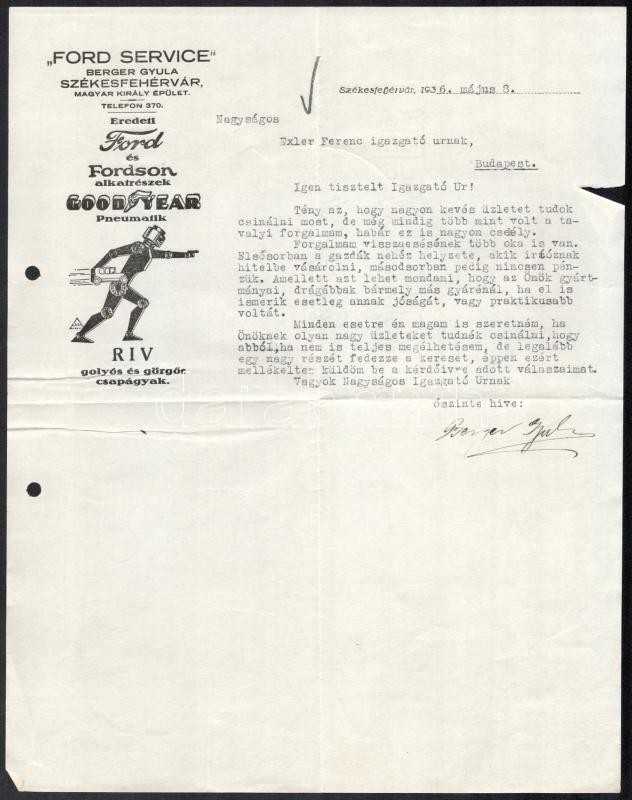 „FORD SERVICE“
BERGER GYULA
SZÉKESFEHÉRVÁR,
MAGYAR KIRÁLY ÉPÜLET.
TELEFON 370.
Eredeti
Ford
és
Fordson
alkatrészek
GOODYEAR
Pneumatik
RIV
golyós és görgős
csapágyak.
Székesfehérvár, 1936. május 8.
Nagyságos
Exler Ferenc igazgató urnak,
Budapest.
Igen tisztelt Igazgató Ur!
Tény az, hogy nagyon kevés üzletet tudok
csinálni most, de még mindig több mint volt a ta-
valyi forgalmam, habár ez is nagyon csekély.
Forgalmam visszaesésének több oka is van.
Elsősorban a gazdák nehéz helyzete, akik iróoznak
hitelbe vásárolni, másodsorban pedig nincsen pén-
zük. Amellett azt lehet mondani, hogy az Önök gyárt-
mányai, drágábbak bármely más gyárénál, ha el is
ismerik esetleg annak jóságát, vagy praktikusabb
voltát.
Minden esetre én magam is szeretném, ha
Önöknek olyan nagy üzleteket tudnék csinálni,hogy
abból,ha nem is teljes megélhetésem, de legalább
egy nagy részét fedezze a kereset, éppen ezért
mellékelten küldöm be a kérdőivre adott válaszaimat.
Vagyok Nagyságos Igazgató Urnak
őszinte hive:
Berger Gyula